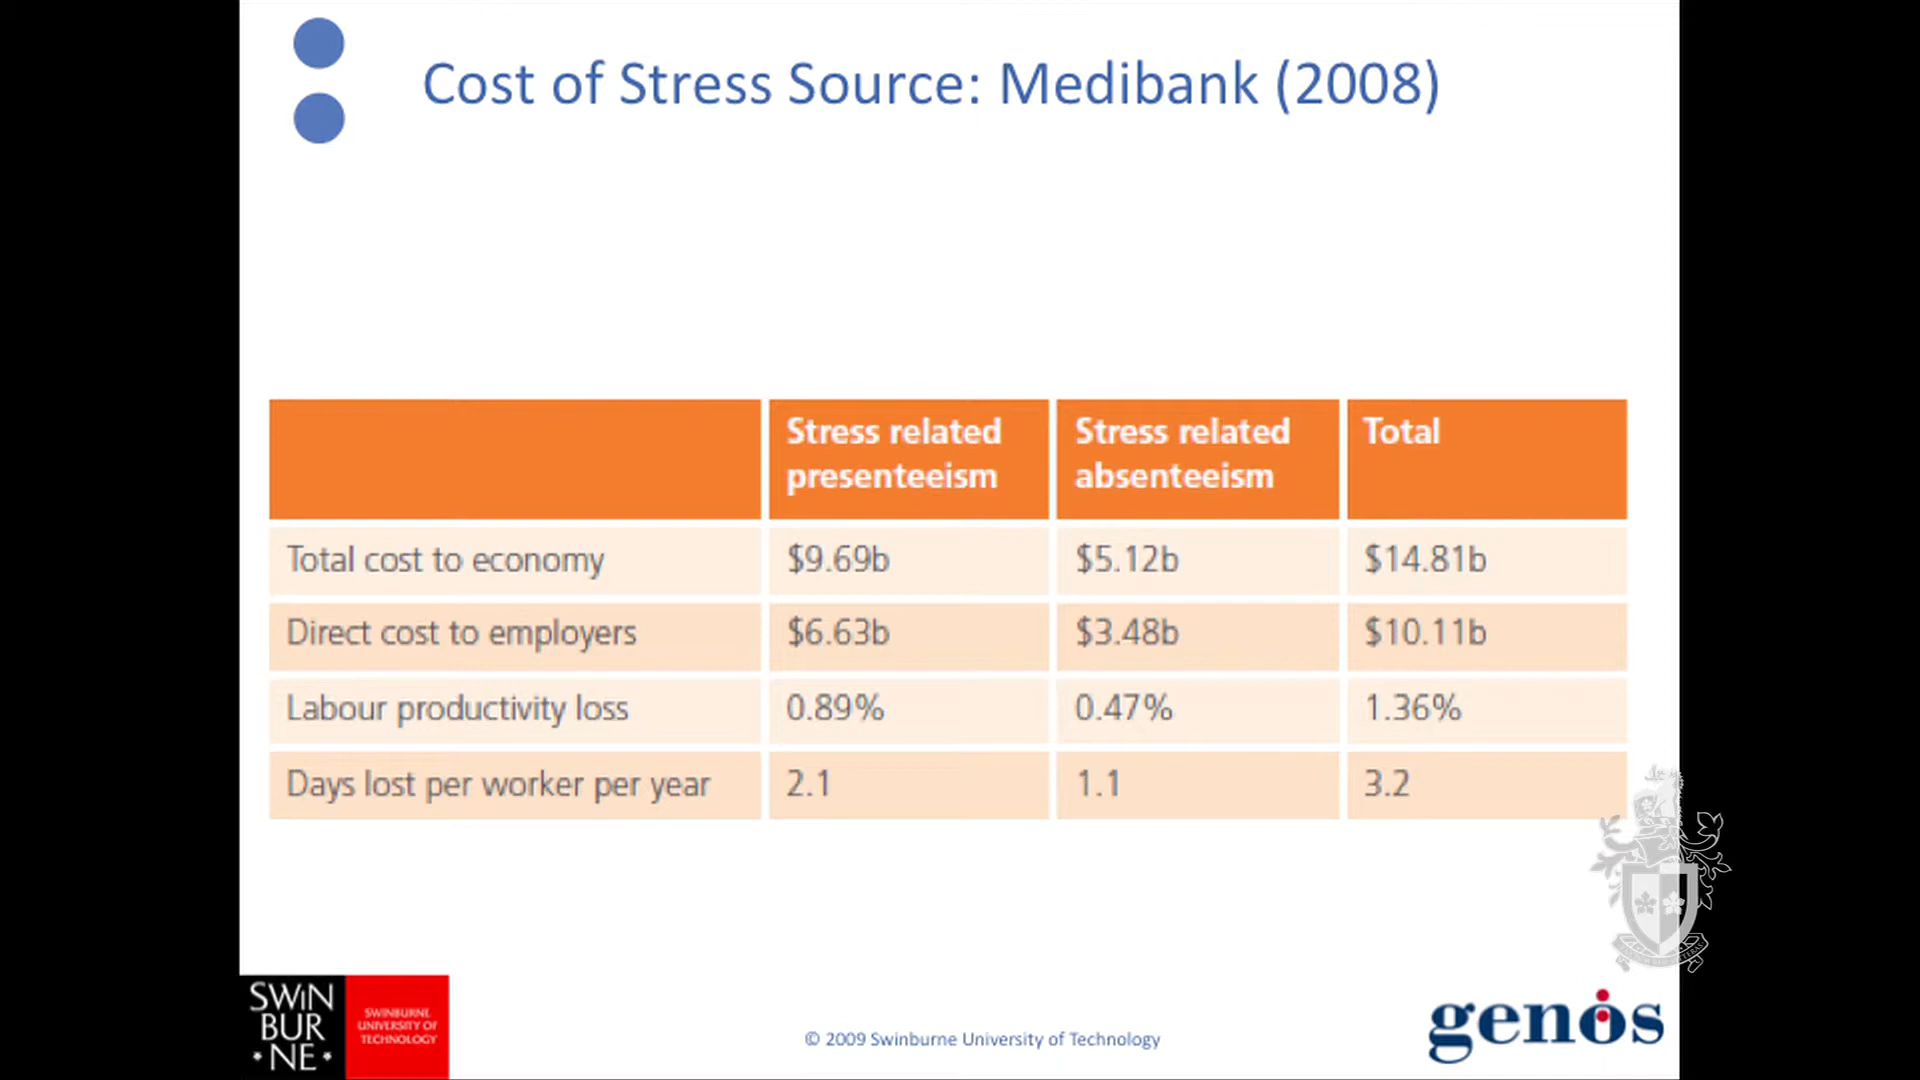 Cost of Stress Source: Medibank (2008)
Stress related presenteeism Stress related absenteeism Total
Total cost to economy $9.69b $5.12b $14.81b
Direct cost to employers $6.63b $3.48b $10.11b
Labour productivity loss 0.89% 0.47% 1.36%
Days lost per worker per year 2.1 1.1 3.2
SWIN
BUR
NE
SWINBURNE
UNIVERSITY OF
TECHNOLOGY
© 2009 Swinburne University of Technology
genos